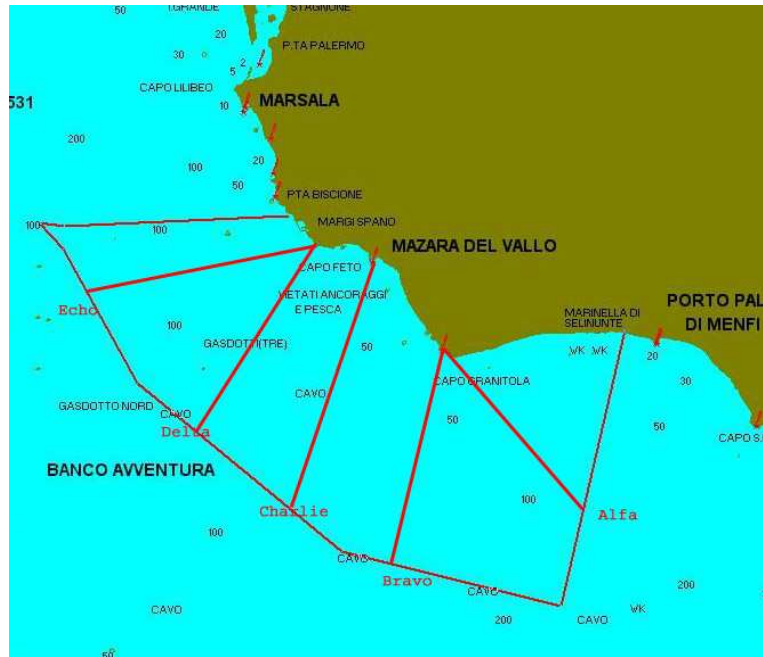 I.GRANDE
STAGNONE
50
20
P.TA PALERMO
30
2
5
CAPO LILIBEO
MARSALA
531
10
200
20
100
50
P.TA BISCIONE
100
100
MARGI SPANO
MAZARA DEL VALLO
CAPO FETO
VIETATI ANCORAGGI
E PESCA
Echo
PORTO PAL
DI MENFI
MARINELLA DI
SELINUNTE
100
GASDOTTI(TRE)
50
WK WK
20
30
CAPO GRANITOLA
CAVO
GASDOTTO NORD
CAVO
50
50
CAPO S.
Delta
BANCO AVVENTURA
100
Charlie
Alfa
100
CAVO
Bravo
CAVO
200
CAVO
200
CAVO
WK
50